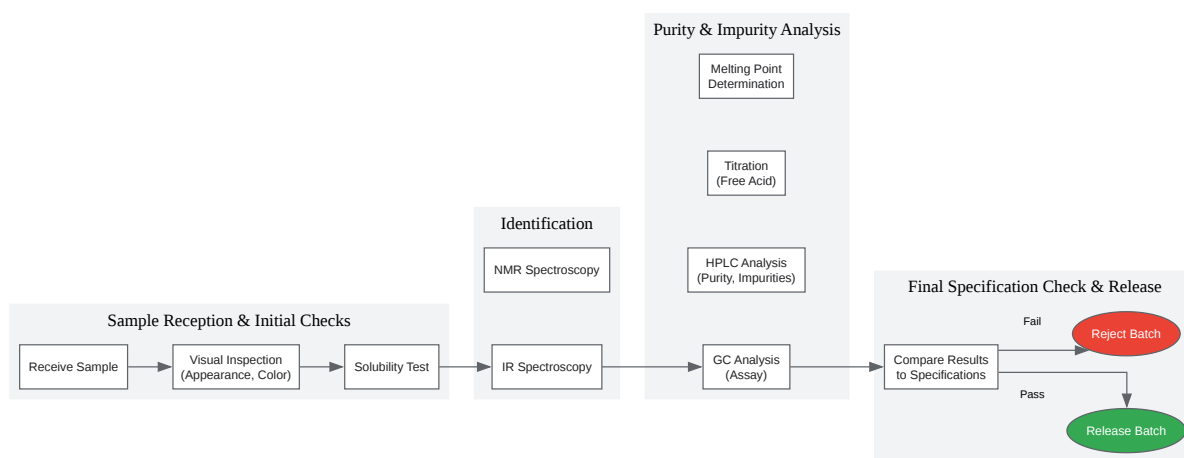 Purity & Impurity Analysis
Melting Point
Determination
Titration
(Free Acid)
HPLC Analysis
(Purity, Impurities)
GC Analysis
(Assay)
Identification
NMR Spectroscopy
IR Spectroscopy
Sample Reception & Initial Checks
Receive Sample
Visual Inspection
(Appearance, Color)
Solubility Test
Final Specification Check & Release
Compare Results
to Specifications
Fail
Reject Batch
Pass
Release Batch